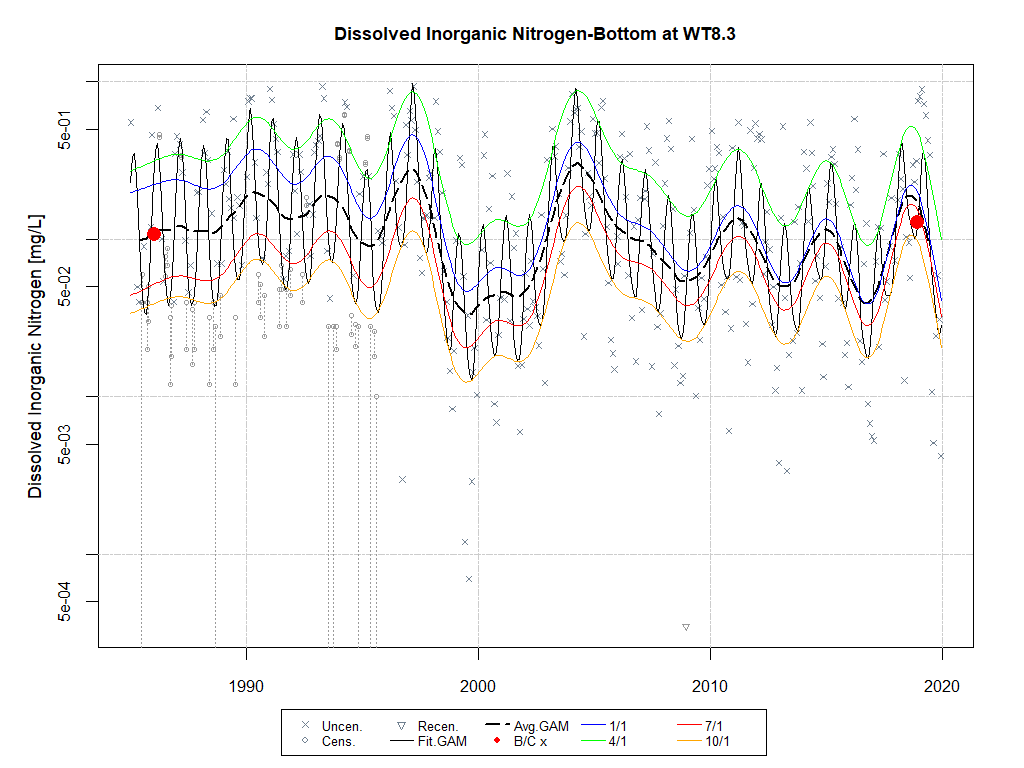 Dissolved Inorganic Nitrogen-Bottom at WT8.3
Dissolved Inorganic Nitrogen [mg/L]
5e-01
5e-02
5e-03
5e-04
1990 2000 2010 2020
Uncen. Recen. Avg.GAM 1/1 7/1
Cens. Fit.GAM B/C x 4/1 10/1